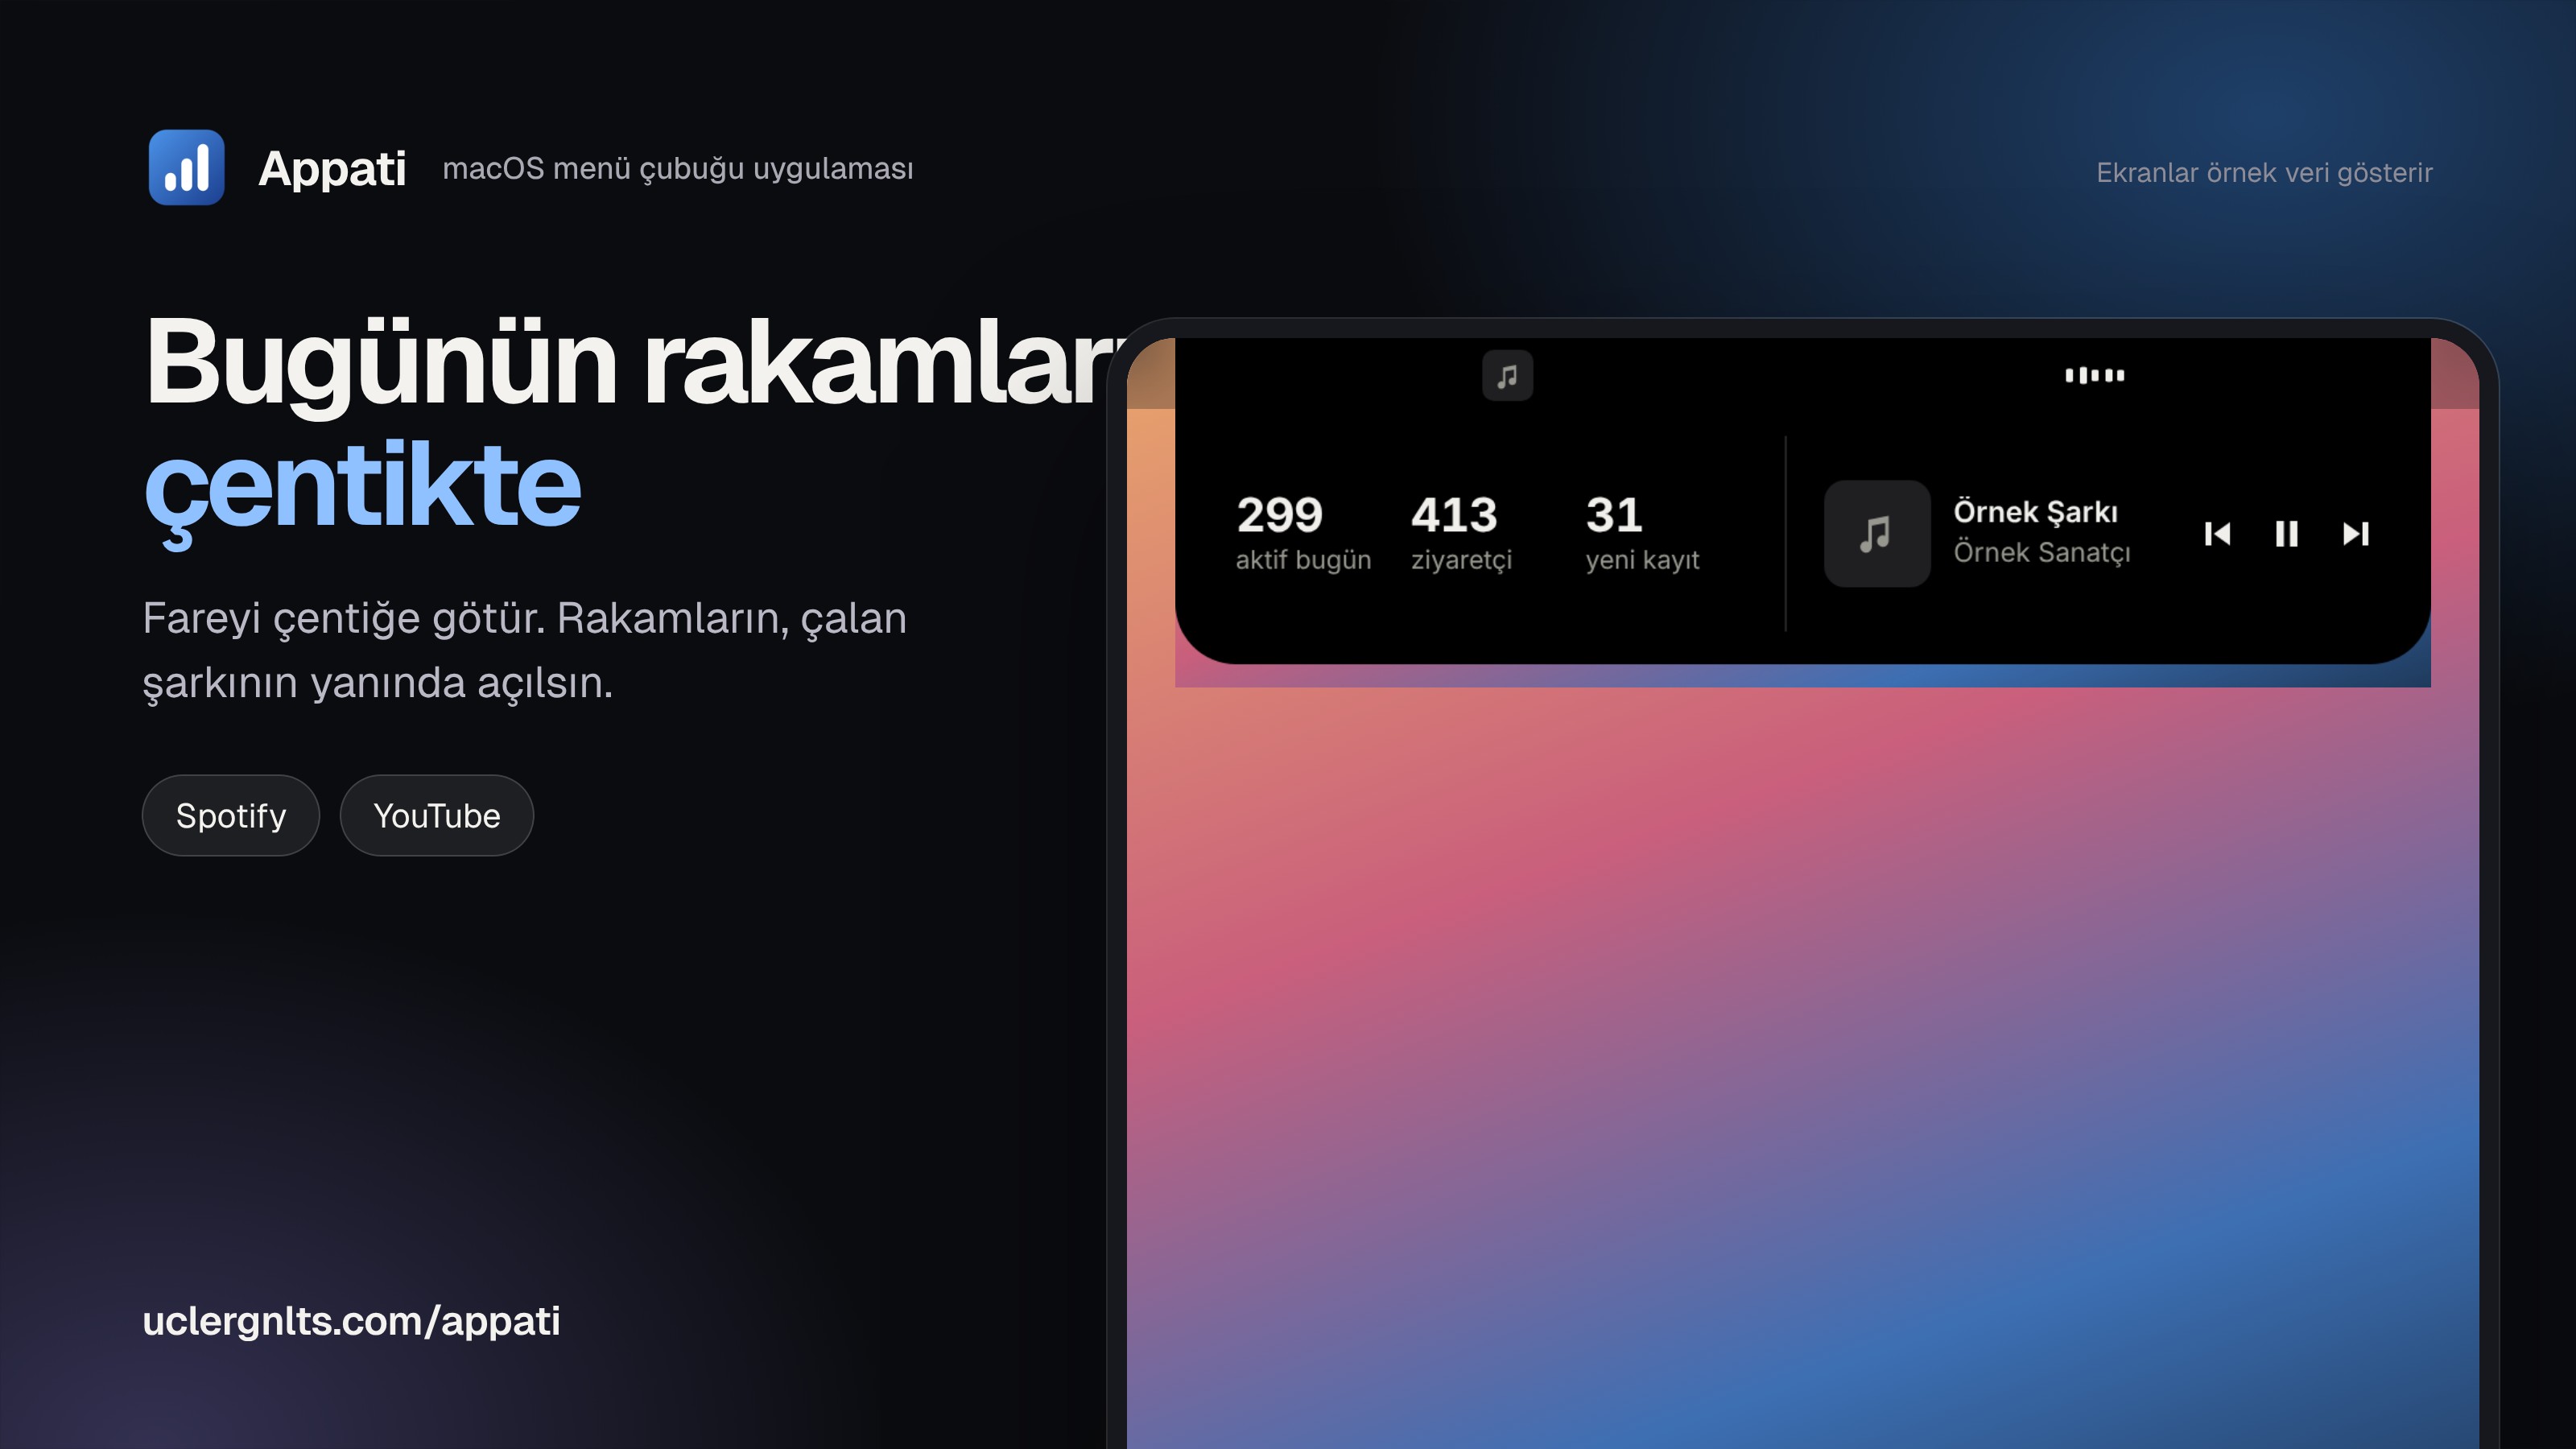 Appati macOS menü çubuğu uygulaması
Ekranlar örnek veri gösterir
Bugünün
çentikte
Fareyi çentiğe götür. Rakamların, çalan
şarkının yanında açılsın.
Spotify YouTube
299 413 31
aktif bugün ziyaretçi yeni kayıt
Örnek Şarkı
Örnek Sanatçı
uclergnlts.com/appati